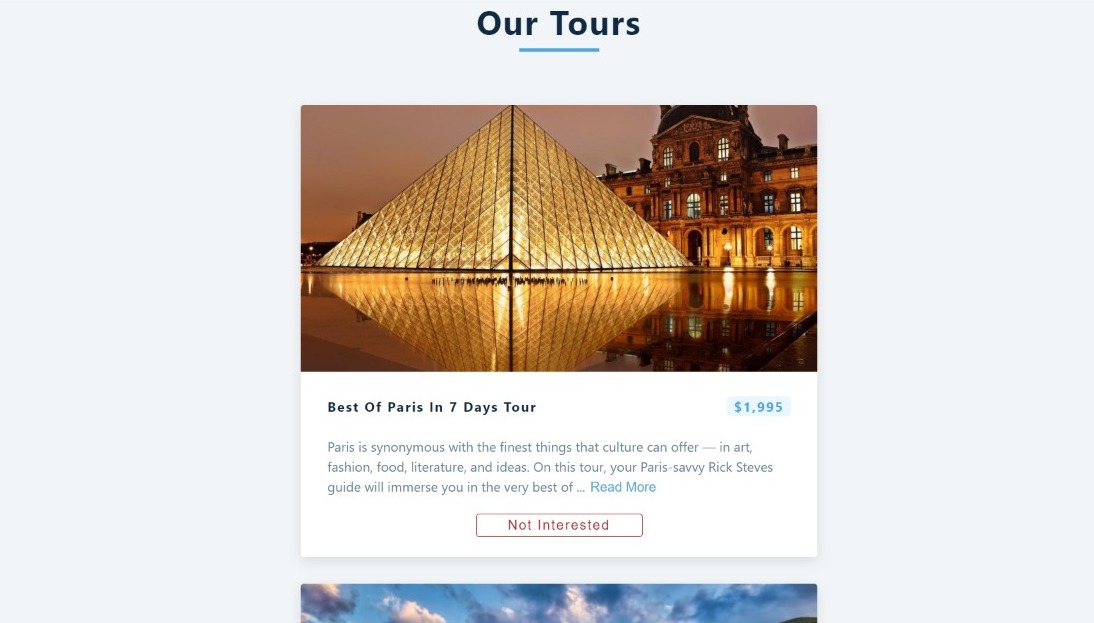 Our Tours
Best Of Paris In 7 Days Tour
$1,995
Paris is synonymous with the finest things that culture can offer — in art,
fashion, food, literature, and ideas. On this tour, your Paris-savvy Rick Steves
guide will immerse you in the very best of ... Read More
Not Interested